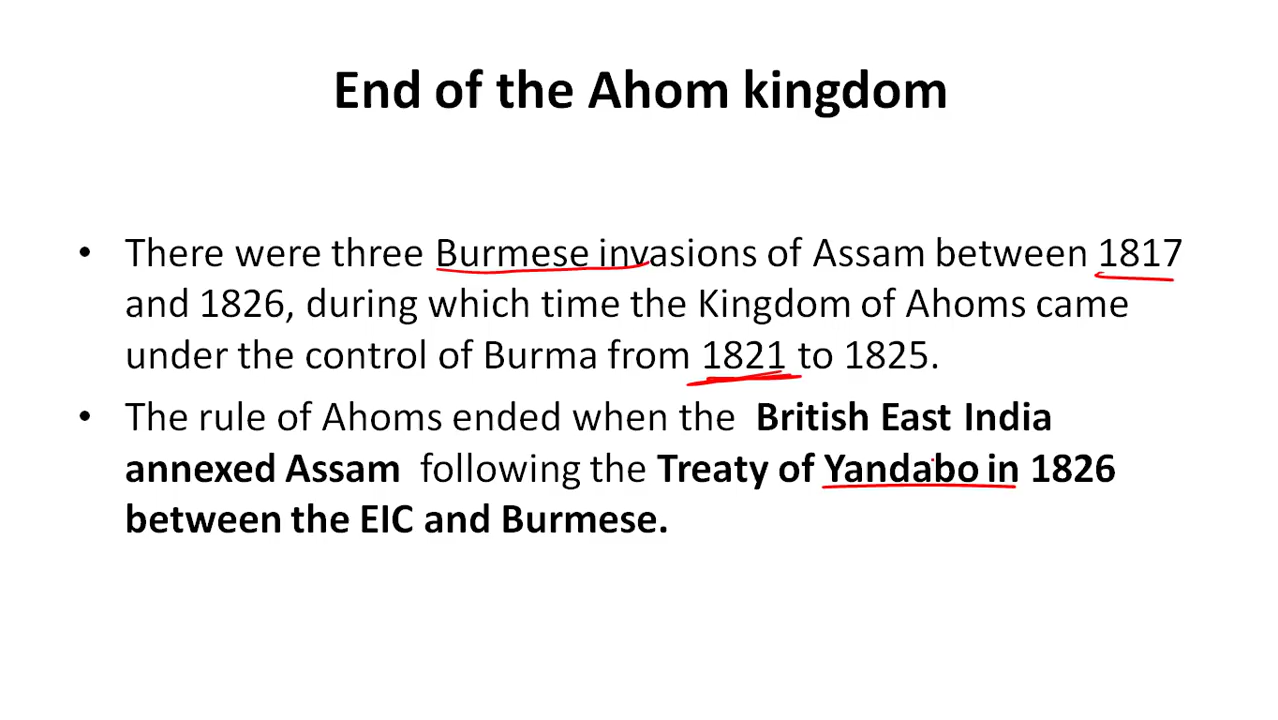 End of the Ahom kingdom
• There were three Burmese invasions of Assam between 1817
and 1826, during which time the Kingdom of Ahoms came
under the control of Burma from 1821 to 1825.
• The rule of Ahoms ended when the British East India
annexed Assam following the Treaty of Yandabo in 1826
between the EIC and Burmese.